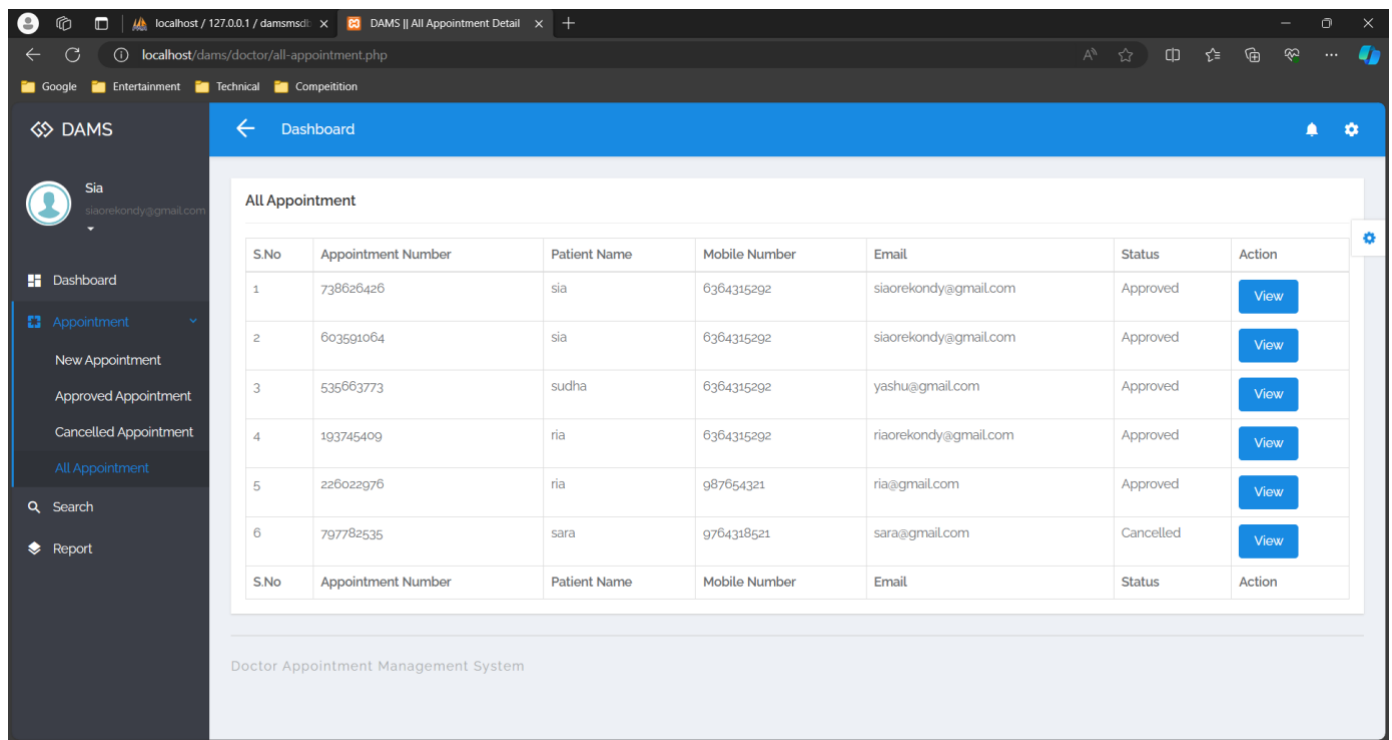 localhost / 127.0.0.1 / damsmsdb
DAMS || All Appointment Detail
localhost/dams/doctor/all-appointment.php
Google Entertainment Technical Compeitition
DAMS
Dashboard
Sia
siaorekondy@gmail.com
Dashboard
Appointment
New Appointment
Approved Appointment
Cancelled Appointment
All Appointment
Search
Report
All Appointment
S.No Appointment Number Patient Name Mobile Number Email Status Action
1 738626426 sia 6364315292 siaorekondy@gmail.com Approved View
2 603591064 sia 6364315292 siaorekondy@gmail.com Approved View
3 535663773 sudha 6364315292 yashu@gmail.com Approved View
4 193745409 ria 6364315292 riaorekondy@gmail.com Approved View
5 226022976 ria 987654321 ria@gmail.com Approved View
6 797782535 sara 9764318521 sara@gmail.com Cancelled View
S.No Appointment Number Patient Name Mobile Number Email Status Action
Doctor Appointment Management System